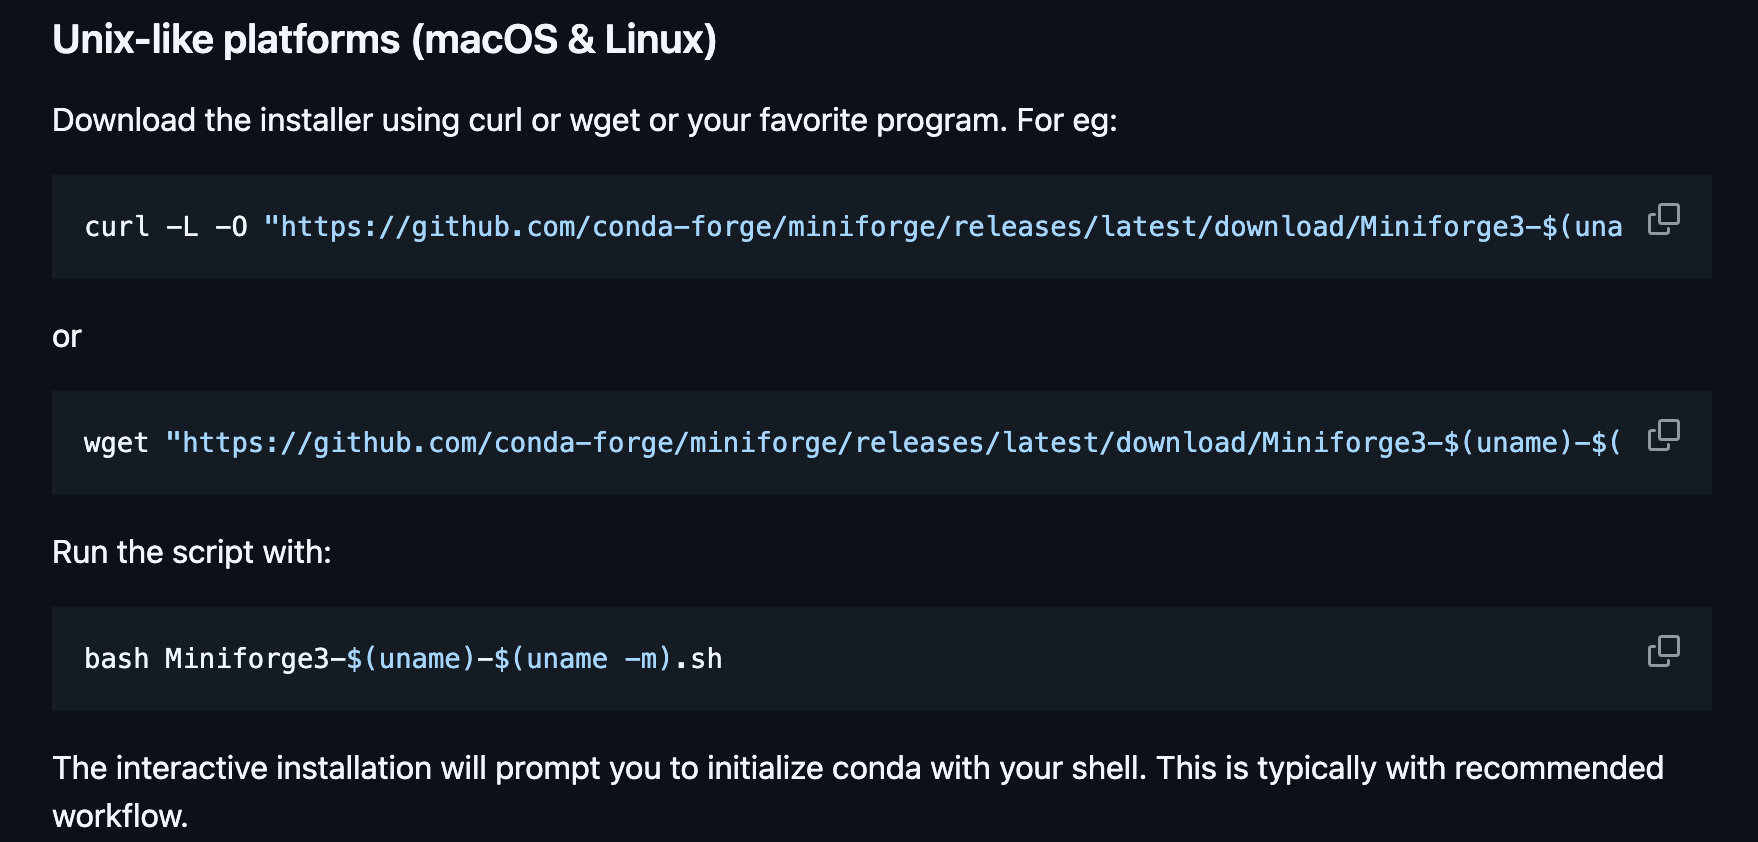 Unix-like platforms (macOS & Linux)
Download the installer using curl or wget or your favorite program. For eg:
curl -L -O "https://github.com/conda-forge/miniforge/releases/latest/download/Miniforge3-$(una
or
wget "https://github.com/conda-forge/miniforge/releases/latest/download/Miniforge3-$(uname)-$(
Run the script with:
bash Miniforge3-$(uname)-$(uname -m).sh
The interactive installation will prompt you to initialize conda with your shell. This is typically with recommended
workflow.